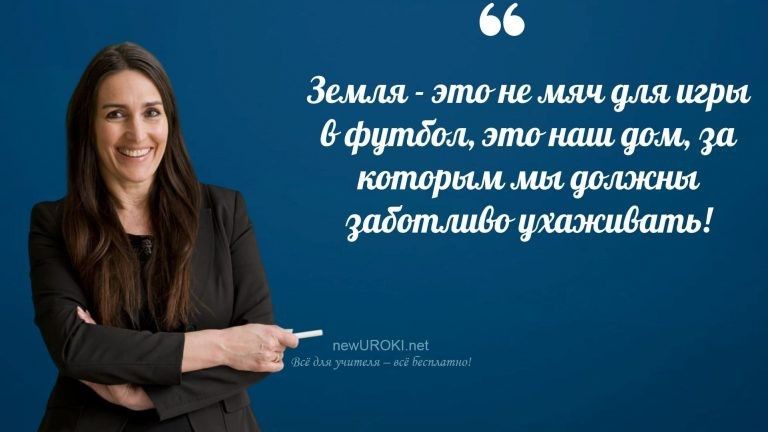 ❝
Земля - это не мяч для игры
в футбол, это наш дом, за
которым мы должны
заботливо ухаживать!
newUROKI.net
Всё для учителя – всё бесплатно!